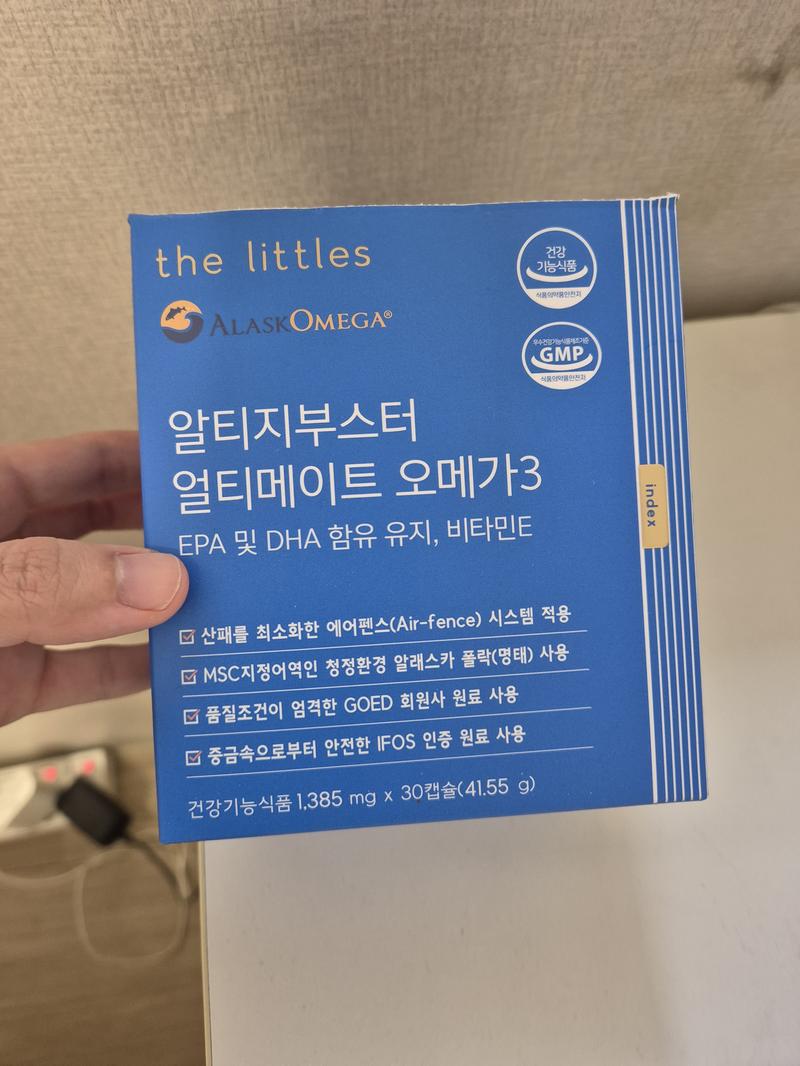 the littles
ALASKOMEGA®
건강
기능식품
식품의약품안전처
우수건강기능식품제조기준
GMP
식품의약품안전처
알티지부스터
얼티메이트 오메가3
EPA 및 DHA 함유 유지, 비타민E
산패를 최소화한 에어펜스(Air-fence) 시스템 적용
MSC지정어역인 청정환경 알래스카 폴락(명태) 사용
품질조건이 엄격한 GOED 회원사 원료 사용
중금속으로부터 안전한 IFOS 인증 원료 사용
건강기능식품 1,385 mg x 30캡슐(41.55 g)
index